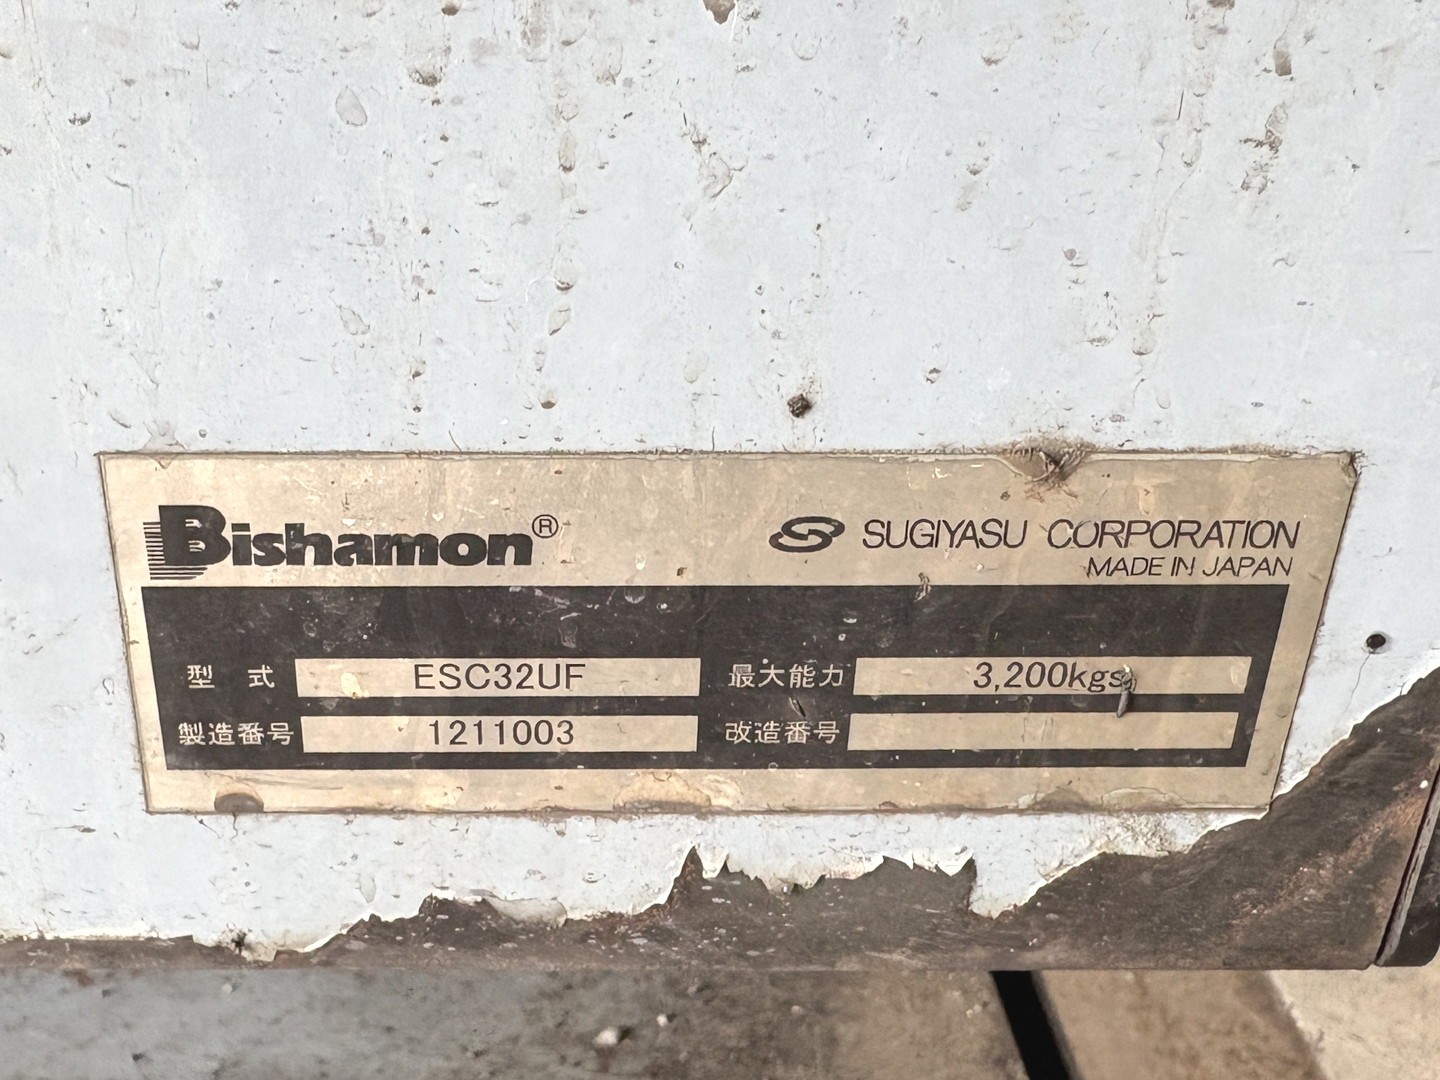 Bishamon®
SUGIYASU CORPORATION
MADE IN JAPAN
型式 ESC32UF 最大能力 3,200kgs
製造番号 1211003 改造番号